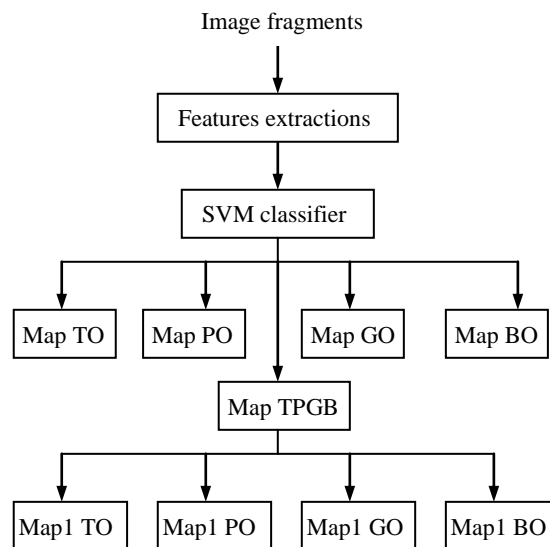 Image fragments
Features extractions
SVM classifier
Map TO
Map PO
Map GO
Map BO
Map TPGB
Map1 TO
Map1 PO
Map1 GO
Map1 BO